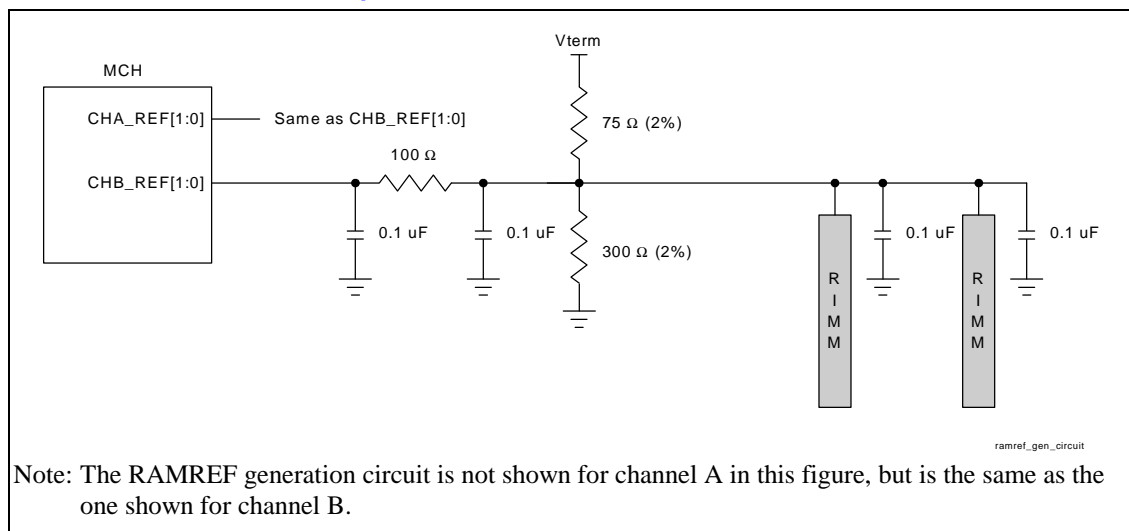 Vterm
MCH
CHA_REF[1:0]
Same as CHB_REF[1:0]
75 Ω (2%)
100 Ω
CHB_REF[1:0]
0.1 uF
0.1 uF
300 Ω (2%)
RIMM
0.1 uF
RIMM
0.1 uF
ramref_gen_circuit
Note: The RAMREF generation circuit is not shown for channel A in this figure, but is the same as the
one shown for channel B.